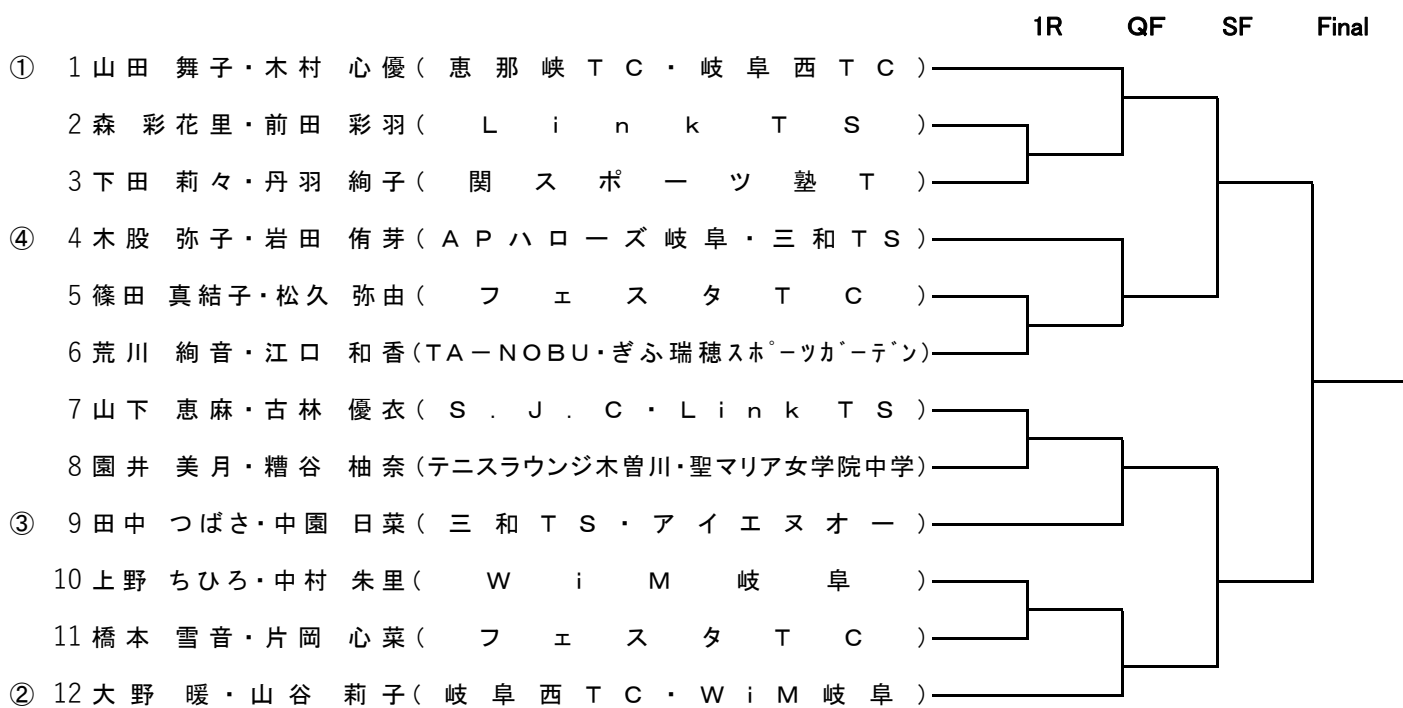 1R QF SF Final
① 1 山田 舞子・木村 心優(恵那峡TC・岐阜西TC)
2 森 彩花里・前田 彩羽(Link TS)
3 下田 莉々・丹羽 絢子(関スポーツ塾T)
④ 4 木股 弥子・岩田 侑芽(APハローズ岐阜・三和TS)
5 篠田 真結子・松久 弥由(フェスタTC)
6 荒川 絢音・江口 和香(TA-NOBU・ぎふ瑞穂スポーツガーデン)
7 山下 恵麻・古林 優衣(S.J.C・Link TS)
8 園井 美月・糟谷 柚奈(テニスラウンジ木曽川・聖マリア女学院中学)
③ 9 田中 つばさ・中園 日菜(三和TS・アイエヌオー)
10 上野 ちひろ・中村 朱里(WiM岐阜)
11 橋本 雪音・片岡 心菜(フェスタTC)
② 12 大野 暖・山谷 莉子(岐阜西TC・WiM岐阜)